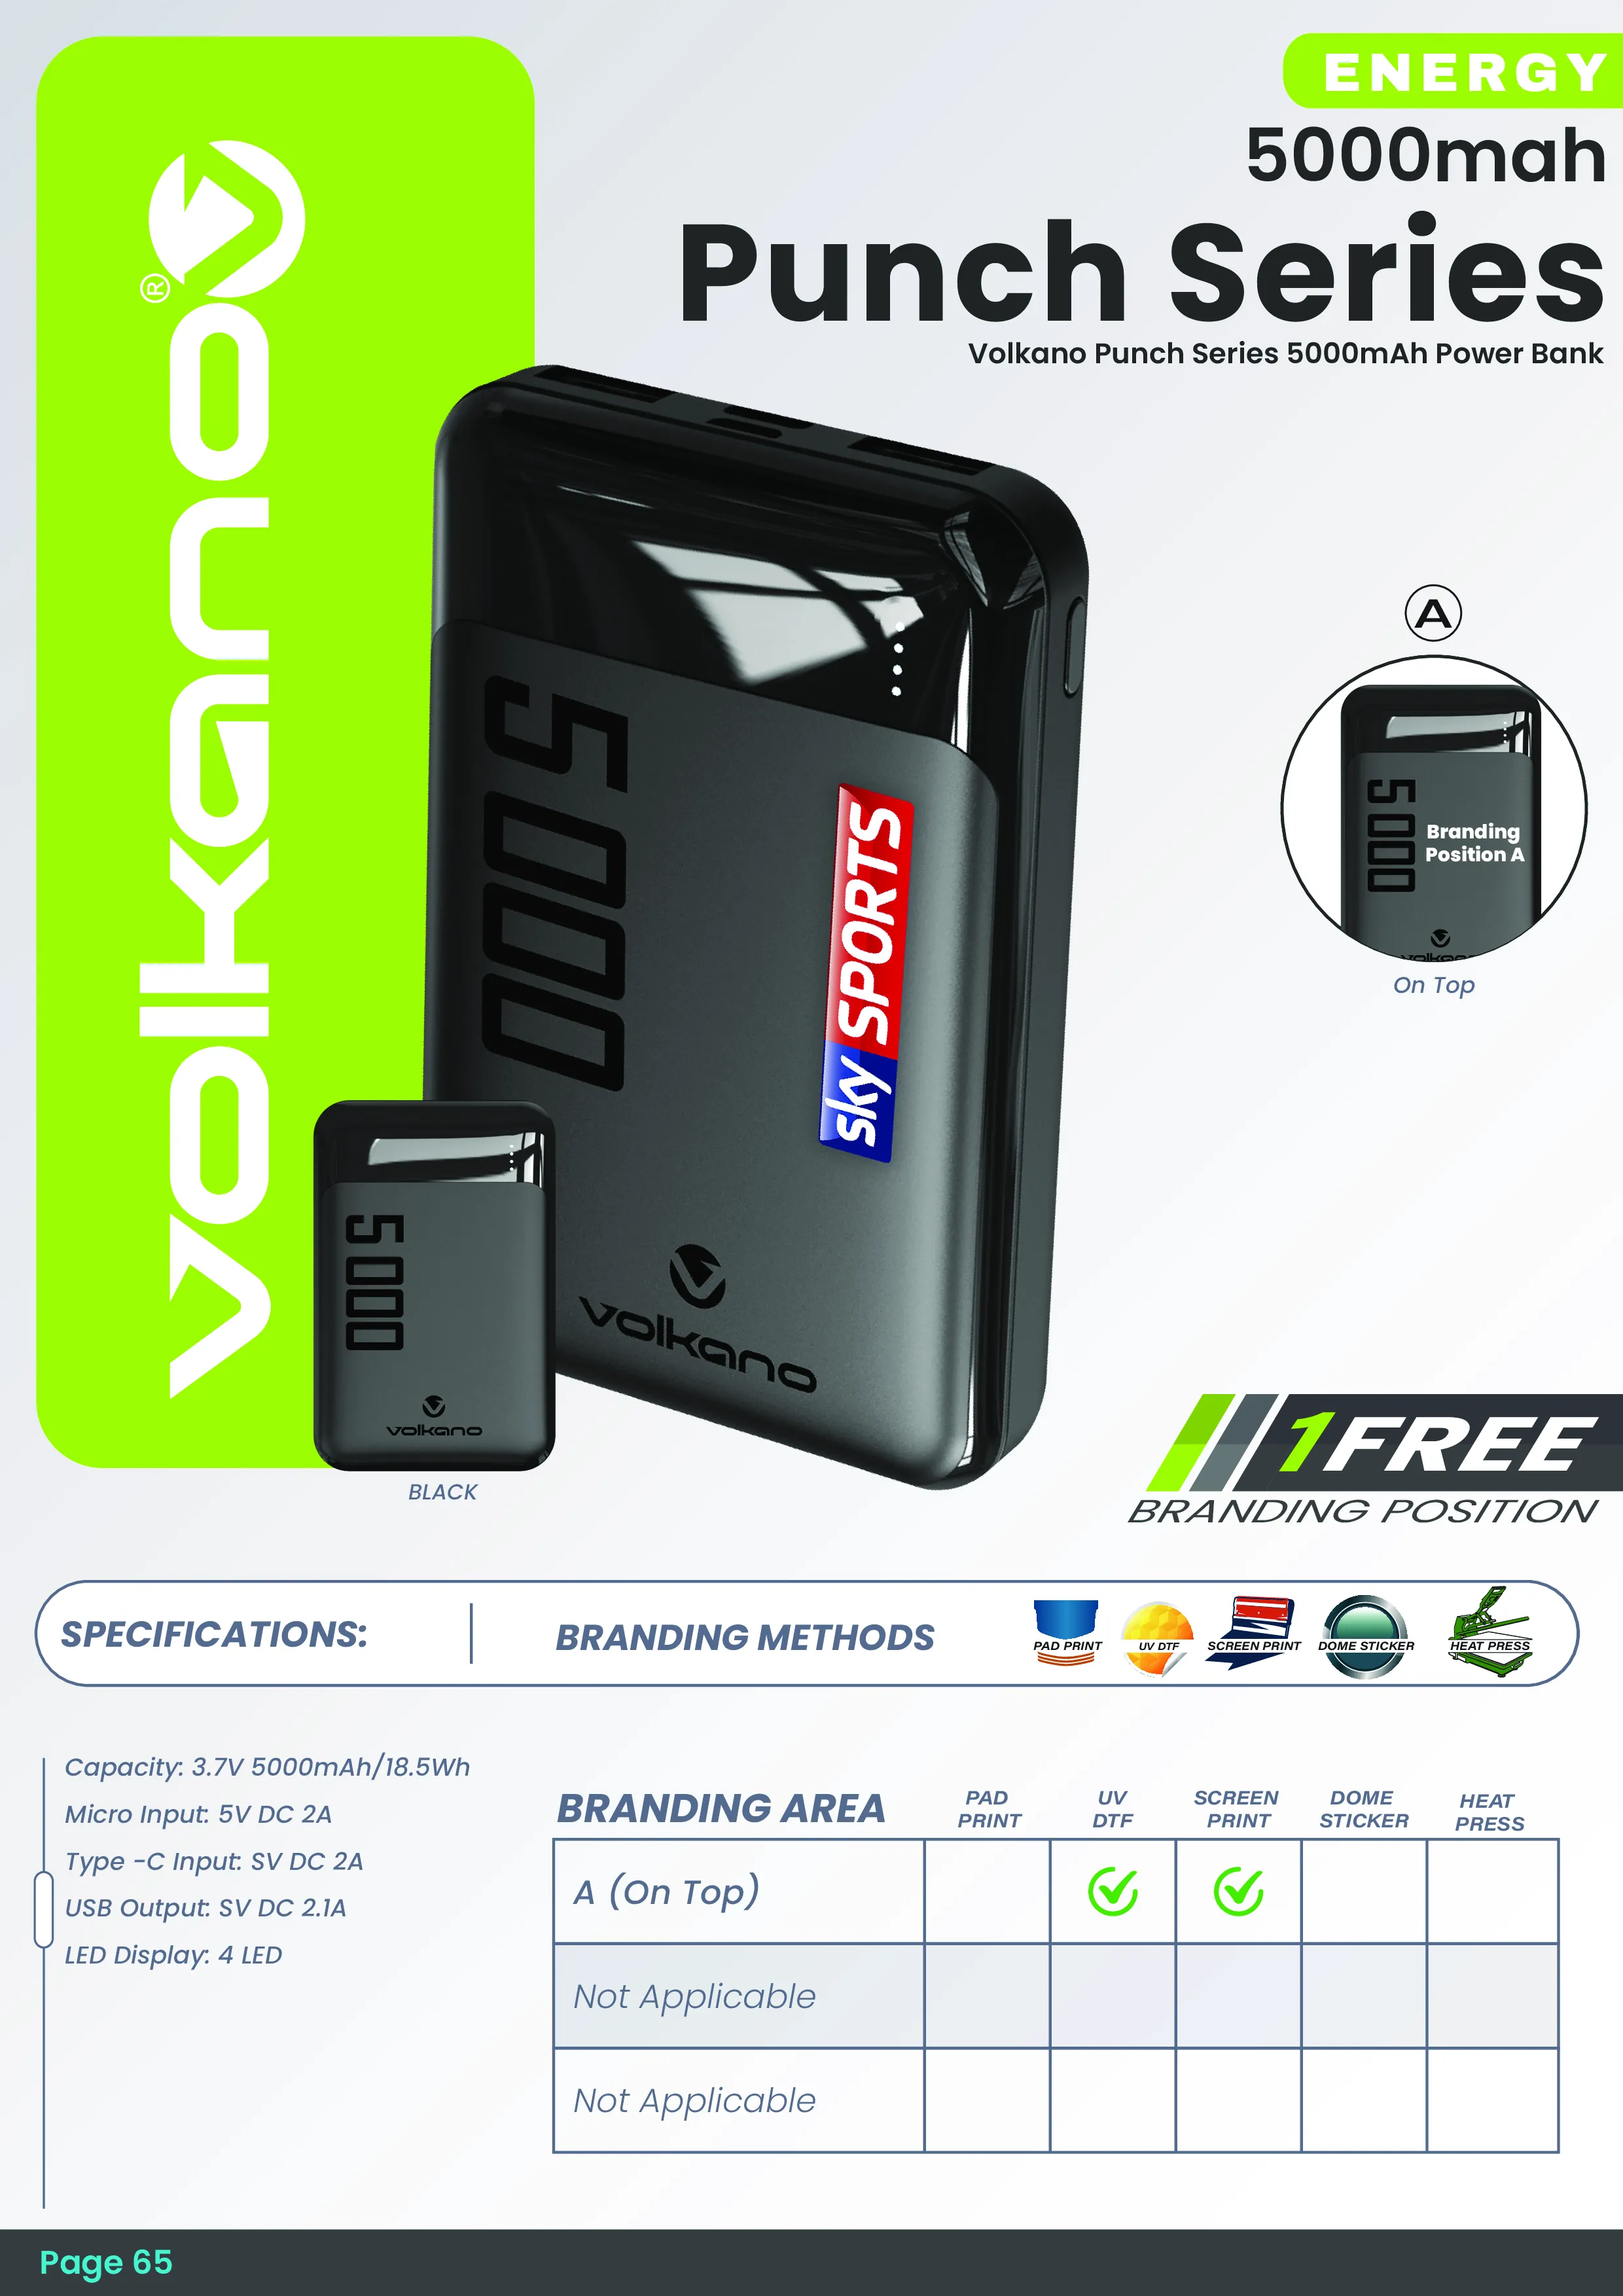 volkano®
ENERGY
5000mah
Punch Series
Volkano Punch Series 5000mAh Power Bank
5000
sky SPORTS
volkano
A
5000
Branding
Position A
volkano
On Top
5000
volkano
BLACK
1FREE
BRANDING POSITION
SPECIFICATIONS:
BRANDING METHODS
PAD PRINT
UV DTF
SCREEN PRINT
DOME STICKER
HEAT PRESS
Capacity: 3.7V 5000mAh/18.5Wh
Micro Input: 5V DC 2A
Type -C Input: SV DC 2A
USB Output: SV DC 2.1A
LED Display: 4 LED
BRANDING AREA
PAD
PRINT
UV
DTF
SCREEN
PRINT
DOME
STICKER
HEAT
PRESS
A (On Top)
Not Applicable
Not Applicable
Page 65